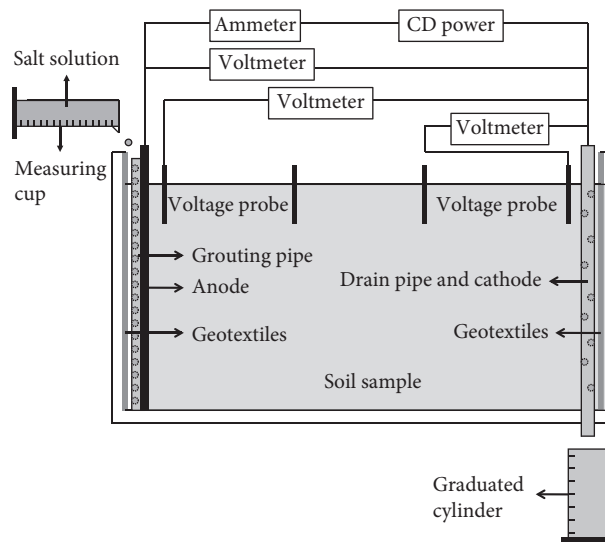 Ammeter
CD power
Salt solution
Voltmeter
Voltmeter
Voltmeter
Measuring
cup
Voltage probe
Voltage probe
Grouting pipe
Anode
Drain pipe and cathode
Geotextiles
Geotextiles
Soil sample
Graduated
cylinder